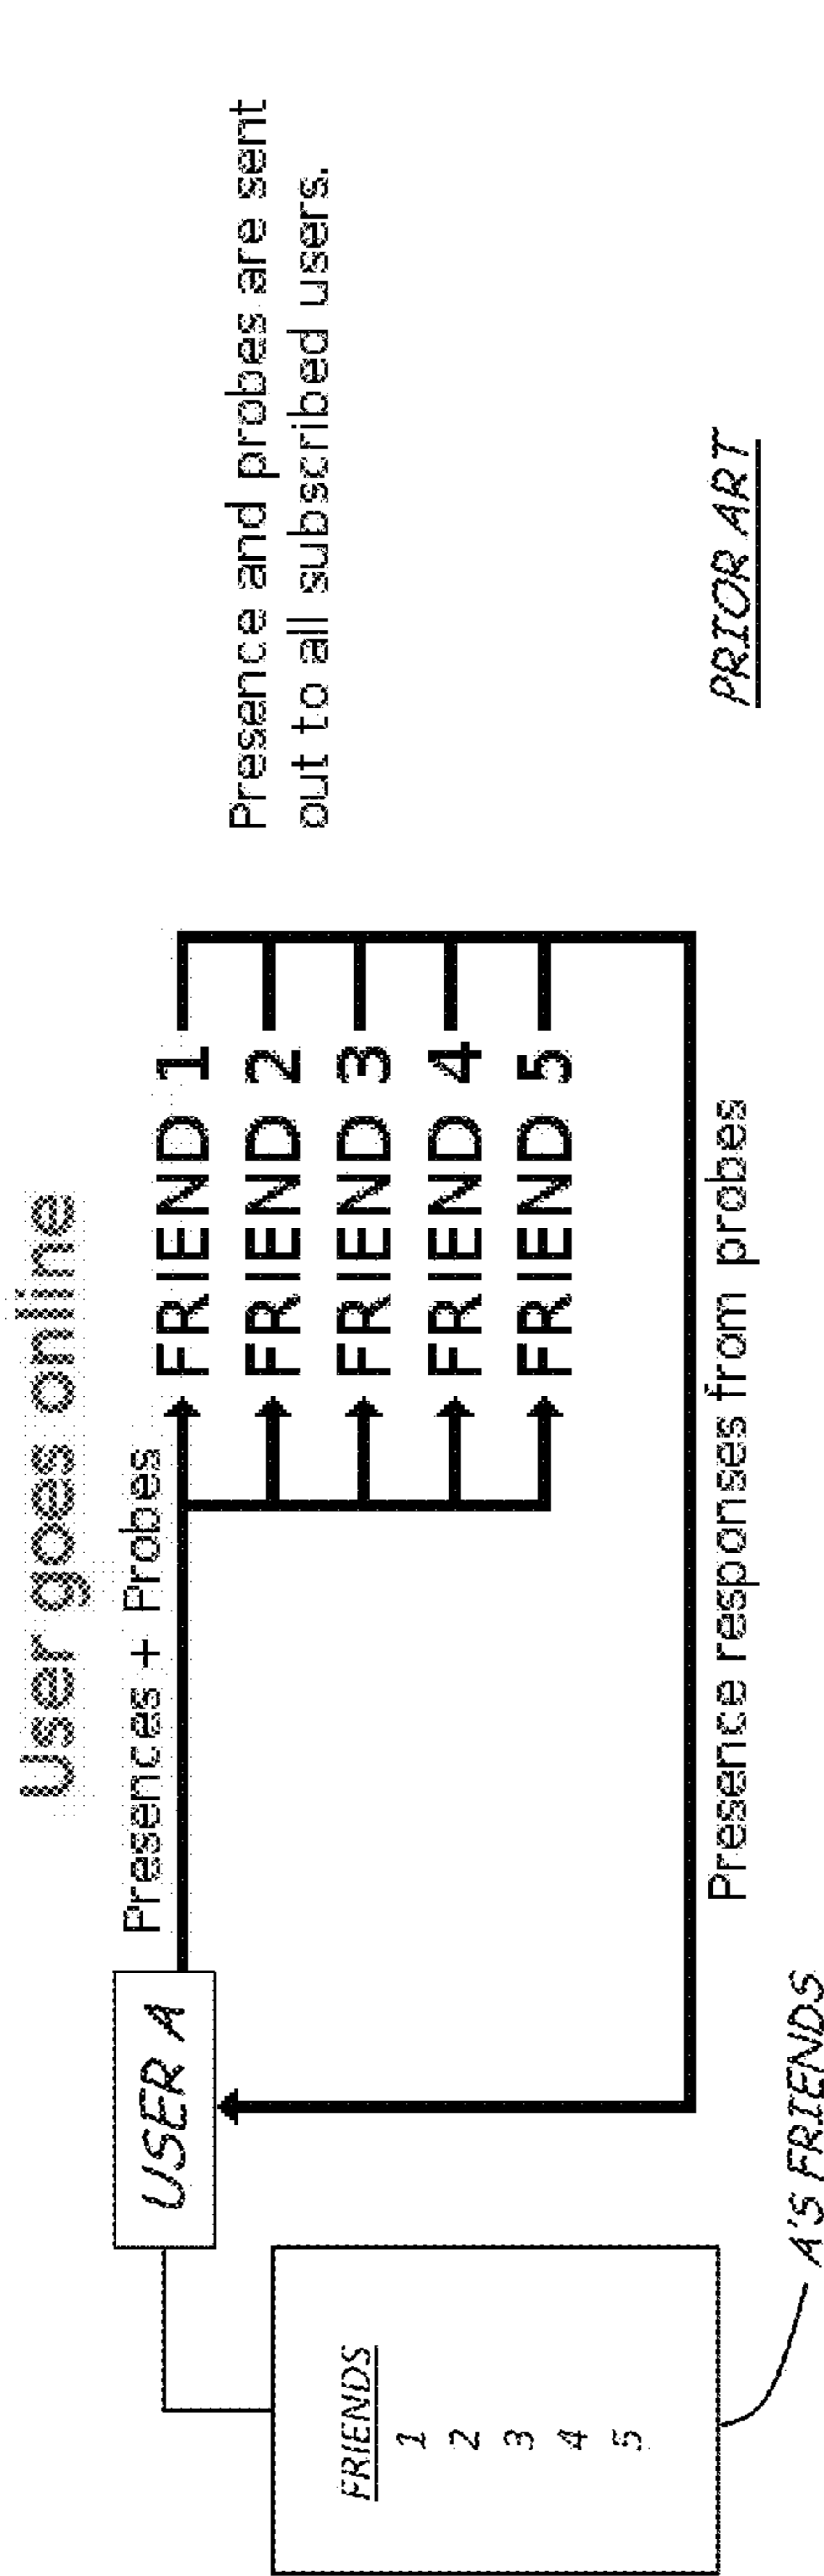 User goes online
USER A
Presences + Probes
FRIEND 1
FRIEND 2
FRIEND 3
FRIEND 4
FRIEND 5
Presence and probes are sent
out to all subscribed users.
FRIENDS
1
2
3
4
5
Presence responses from probes
A'S FRIENDS
PRIOR ART